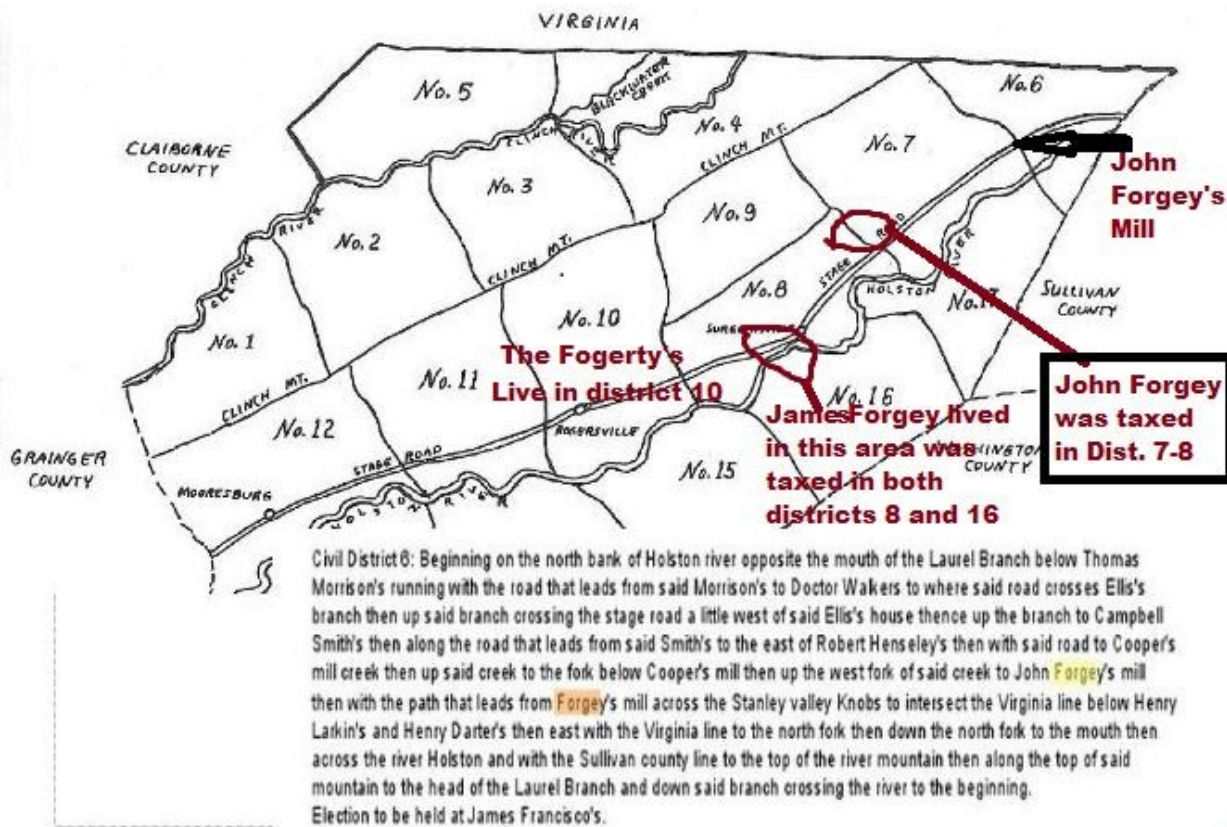 VIRGINIA
No. 5
No. 6
BLACKWATER
CREEK
CLAIBORNE
COUNTY
CLINCH
RIVER
No. 4
CLINCH MT.
No. 7
John
Forgey's
Mill
No. 3
No. 2
No. 9
CLINCH RIVER
CLINCH MT.
STAGE ROAD
HOLSTON RIVER
No. 8
No. 17
SULLIVAN
COUNTY
No. 1
No. 10
The Fogerty's
Live in district 10
No. 11
CLINCH MT.
No. 12
No. 16
John Forgey
was taxed
in Dist. 7-8
James Forgey lived
in this area was
taxed in both
districts 8 and 16
COUNTY
ROGERSVILLE
GRAINGER
COUNTY
STAGE ROAD
No. 15
MOORESBURG
HOLSTON RIVER
Civil District 6: Beginning on the north bank of Holston river opposite the mouth of the Laurel Branch below Thomas
Morrison's running with the road that leads from said Morrison's to Doctor Walkers to where said road crosses Ellis's
branch then up said branch crossing the stage road a little west of said Ellis's house thence up the branch to Campbell
Smith's then along the road that leads from said Smith's to the east of Robert Henseley's then with said road to Cooper's
mill creek then up said creek to the fork below Cooper's mill then up the west fork of said creek to John Forgey's mill
then with the path that leads from Forgey's mill across the Stanley valley Knobs to intersect the Virginia line below Henry
Larkin's and Henry Darter's then east with the Virginia line to the north fork then down the north fork to the mouth then
across the river Holston and with the Sullivan county line to the top of the river mountain then along the top of said
mountain to the head of the Laurel Branch and down said branch crossing the river to the beginning.
Election to be held at James Francisco's.